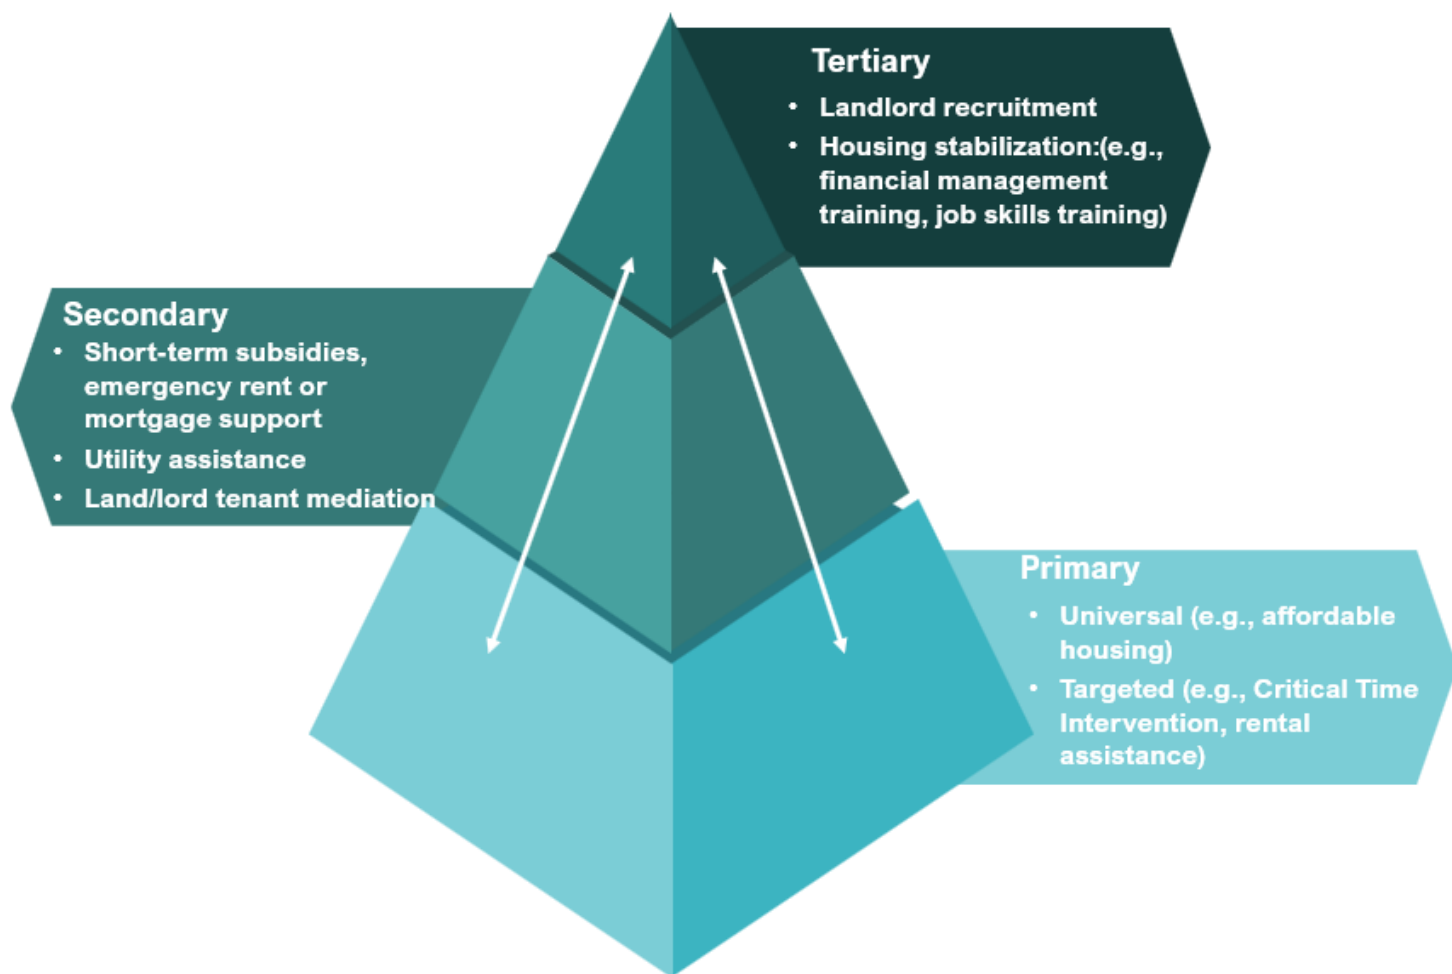 Tertiary
• Landlord recruitment
• Housing stabilization:(e.g.,
financial management
training, job skills training)
Secondary
• Short-term subsidies,
emergency rent or
mortgage support
• Utility assistance
• Land/lord tenant mediation
Primary
• Universal (e.g., affordable
housing)
• Targeted (e.g., Critical Time
Intervention, rental
assistance)